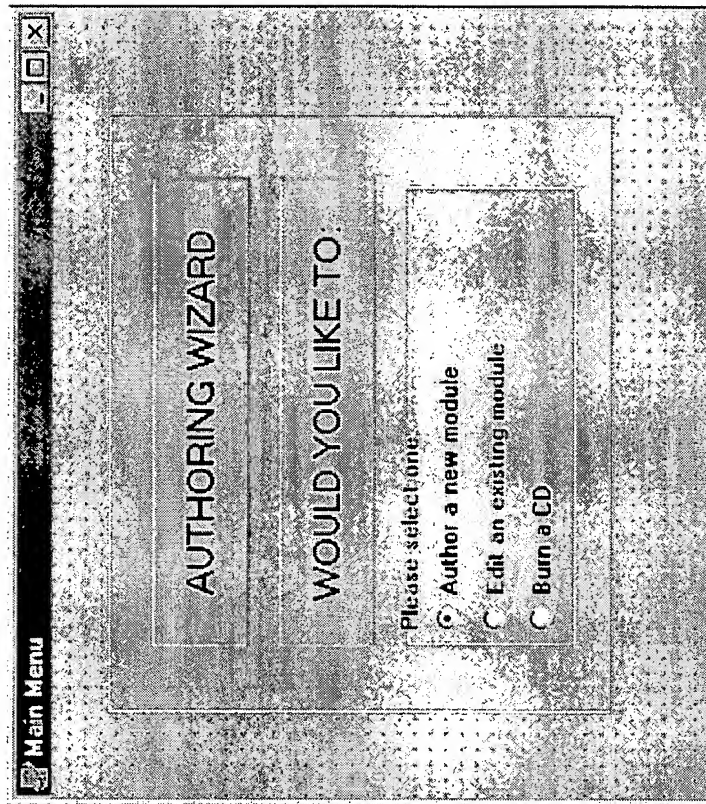 Main Menu
AUTHORING WIZARD
WOULD YOU LIKE TO:
Please select one:
Author a new module
Edit an existing module
Burn a CD